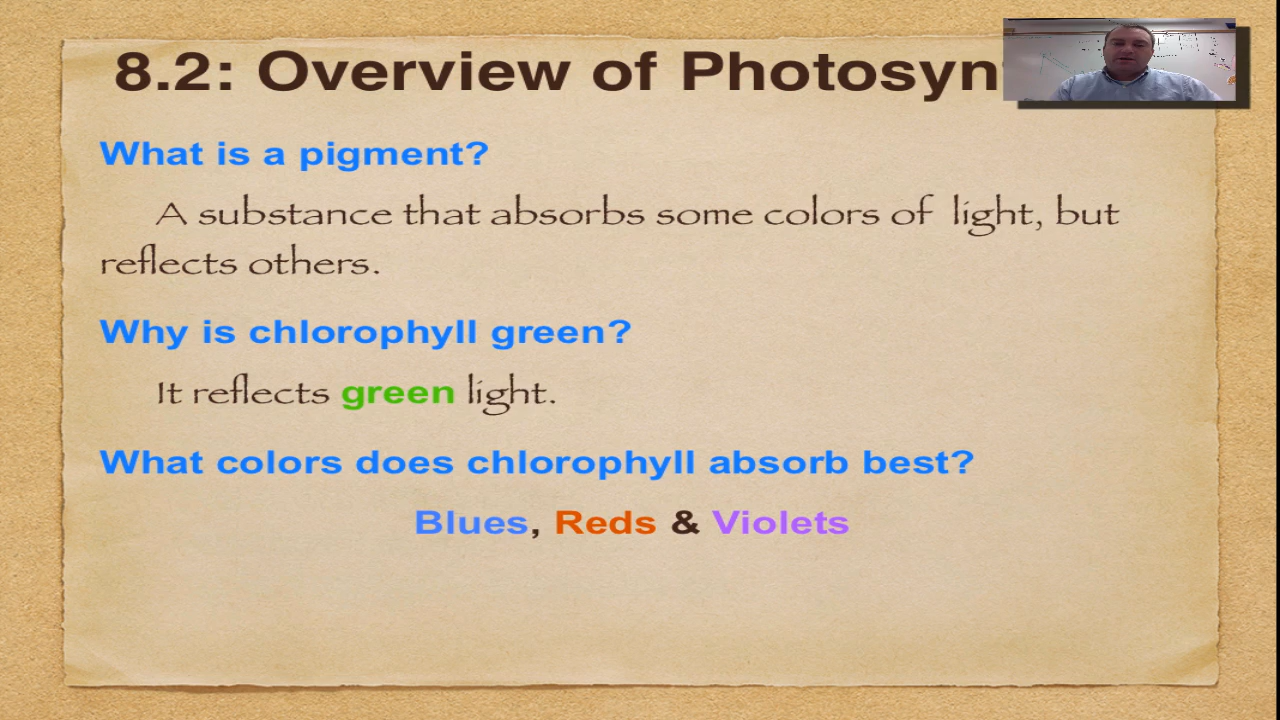 8.2: Overview of Photosyn
What is a pigment?
A substance that absorbs some colors of light, but
reflects others.
Why is chlorophyll green?
It reflects green light.
What colors does chlorophyll absorb best?
Blues, Reds & Violets